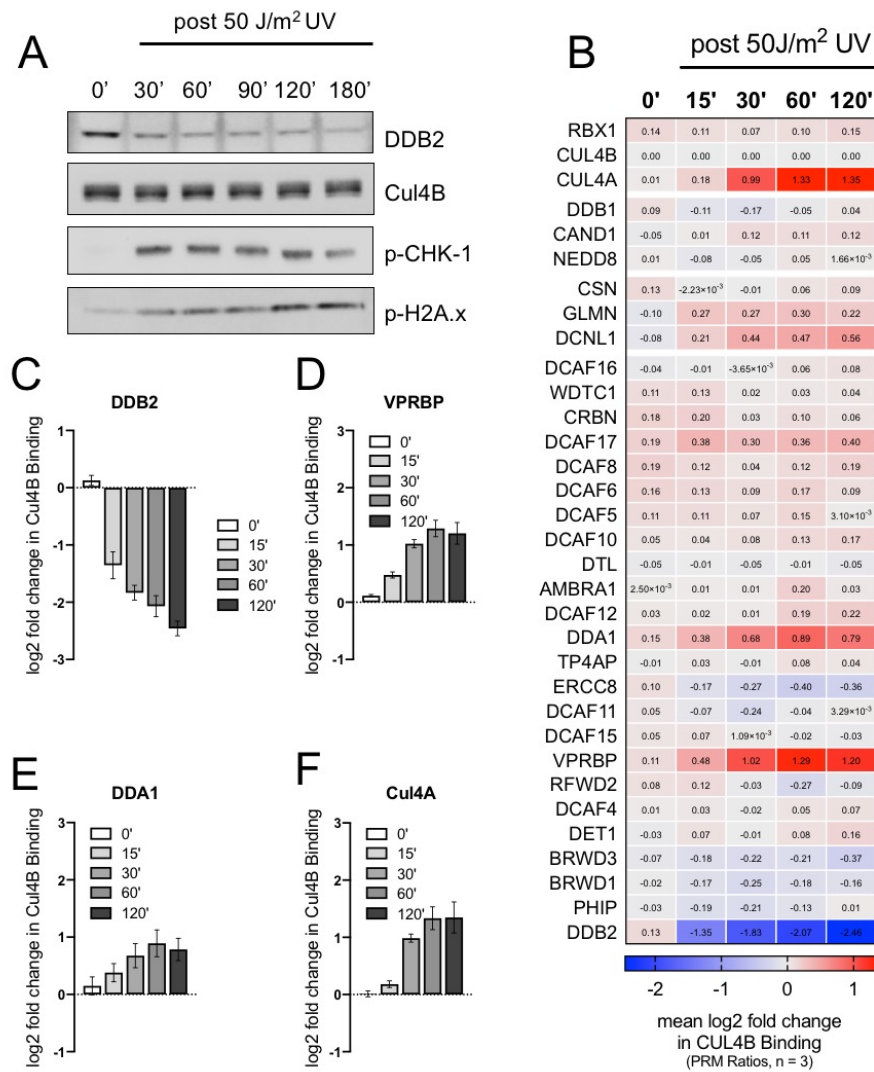 A
post 50 J/m² UV
0' 30' 60' 90' 120' 180'
DDB2
Cul4B
p-CHK-1
p-H2A.x
B
post 50J/m² UV
0' 15' 30' 60' 120'
RBX1 0.14 0.11 0.07 0.10 0.15
CUL4B 0.00 0.00 0.00 0.00 0.00
CUL4A 0.01 0.18 0.99 1.33 1.35
DDB1 0.09 -0.11 -0.17 -0.05 0.04
CAND1 -0.05 0.01 0.12 0.11 0.12
NEDD8 0.01 -0.08 -0.05 0.05 1.66×10⁻³
CSN 0.13 -2.23×10⁻³ -0.01 0.06 0.09
GLMN -0.10 0.27 0.27 0.30 0.22
DCNL1 -0.08 0.21 0.44 0.47 0.56
DCAF16 -0.04 -0.01 -3.65×10⁻³ 0.06 0.08
WDTC1 0.11 0.13 0.02 0.03 0.04
CRBN 0.18 0.20 0.03 0.10 0.06
DCAF17 0.19 0.38 0.30 0.36 0.40
DCAF8 0.19 0.12 0.04 0.12 0.19
DCAF6 0.16 0.13 0.09 0.17 0.09
DCAF5 0.11 0.11 0.07 0.15 3.10×10⁻³
DCAF10 0.05 0.04 0.08 0.13 0.17
DTL -0.05 -0.01 -0.05 -0.01 -0.05
AMBRA1 2.50×10⁻³ 0.01 0.01 0.20 0.03
DCAF12 0.03 0.02 0.01 0.19 0.22
DDA1 0.15 0.38 0.68 0.89 0.79
TP4AP -0.01 0.03 -0.01 0.08 0.04
ERCC8 0.10 -0.17 -0.27 -0.40 -0.36
DCAF11 0.05 -0.07 -0.24 -0.04 3.29×10⁻³
DCAF15 0.05 0.07 1.09×10⁻³ -0.02 -0.03
VPRBP 0.11 0.48 1.02 1.29 1.20
RFWD2 0.08 0.12 -0.03 -0.27 -0.09
DCAF4 0.01 0.03 -0.02 0.05 0.07
DET1 -0.03 0.07 -0.01 0.08 0.16
BRWD3 -0.07 -0.18 -0.22 -0.21 -0.37
BRWD1 -0.02 -0.17 -0.25 -0.18 -0.16
PHIP -0.03 -0.19 -0.21 -0.13 0.01
DDB2 0.13 -1.35 -1.83 -2.07 -2.46
-2 -1 0 1
mean log2 fold change
in CUL4B Binding
(PRM Ratios, n = 3)
C
DDB2
log2 fold change in Cul4B Binding
1
0
-1
-2
-3
0'
15'
30'
60'
120'
D
VPRBP
log2 fold change in Cul4B Binding
3
2
1
0
-1
0'
15'
30'
60'
120'
E
DDA1
log2 fold change in Cul4B Binding
3
2
1
0
-1
0'
15'
30'
60'
120'
F
Cul4A
log2 fold change in Cul4B Binding
3
2
1
0
-1
0'
15'
30'
60'
120'